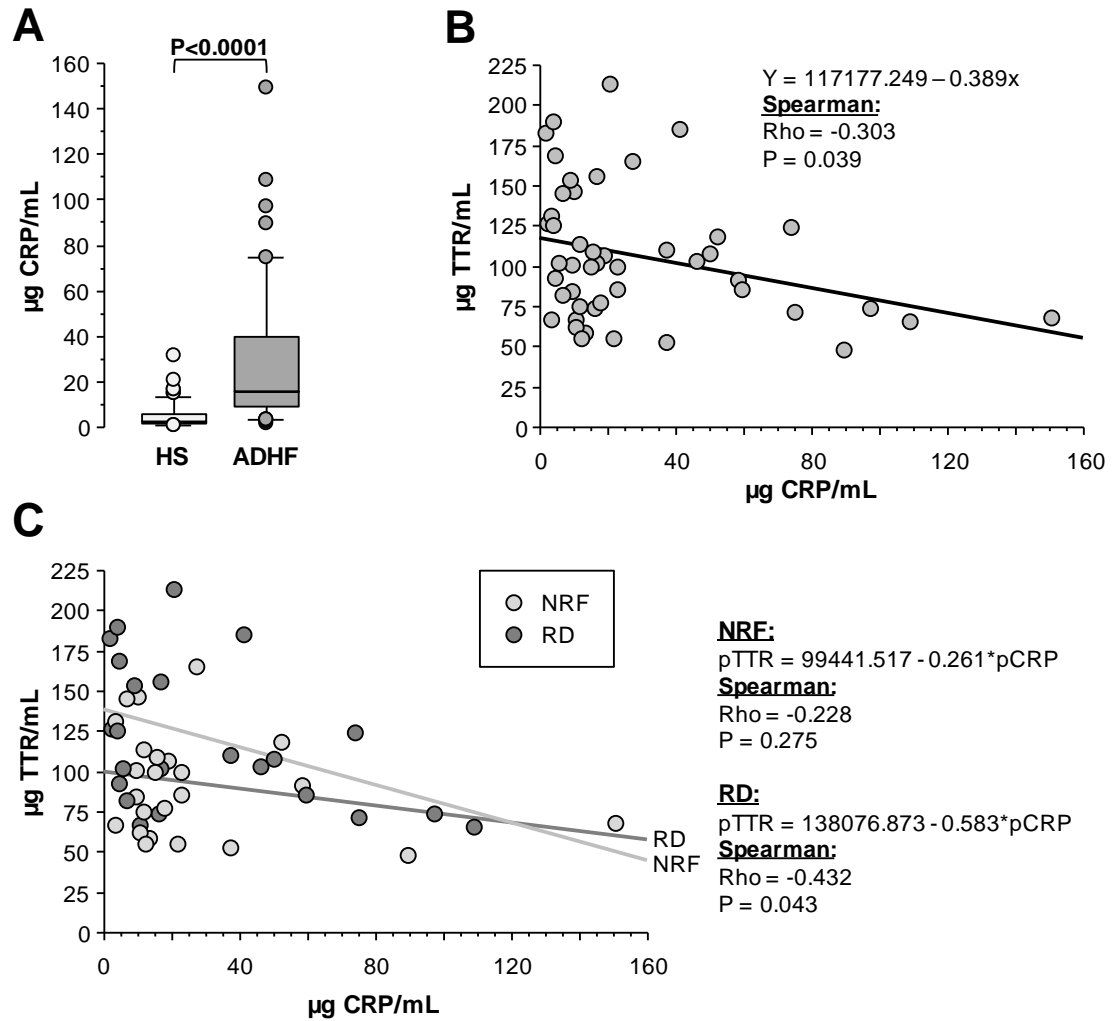 A
P<0.0001
160
140
120
100
80
60
40
20
0
µg CRP/mL
HS
ADHF
B
225
200
175
150
125
100
75
50
25
0
µg TTR/mL
Y = 117177.249 – 0.389x
Spearman:
Rho = -0.303
P = 0.039
0
40
80
120
160
µg CRP/mL
C
225
200
175
150
125
100
75
50
25
0
µg TTR/mL
NRF
RD
RD
NRF
0
40
80
120
160
µg CRP/mL
NRF:
pTTR = 99441.517 - 0.261*pCRP
Spearman:
Rho = -0.228
P = 0.275
RD:
pTTR = 138076.873 - 0.583*pCRP
Spearman:
Rho = -0.432
P = 0.043